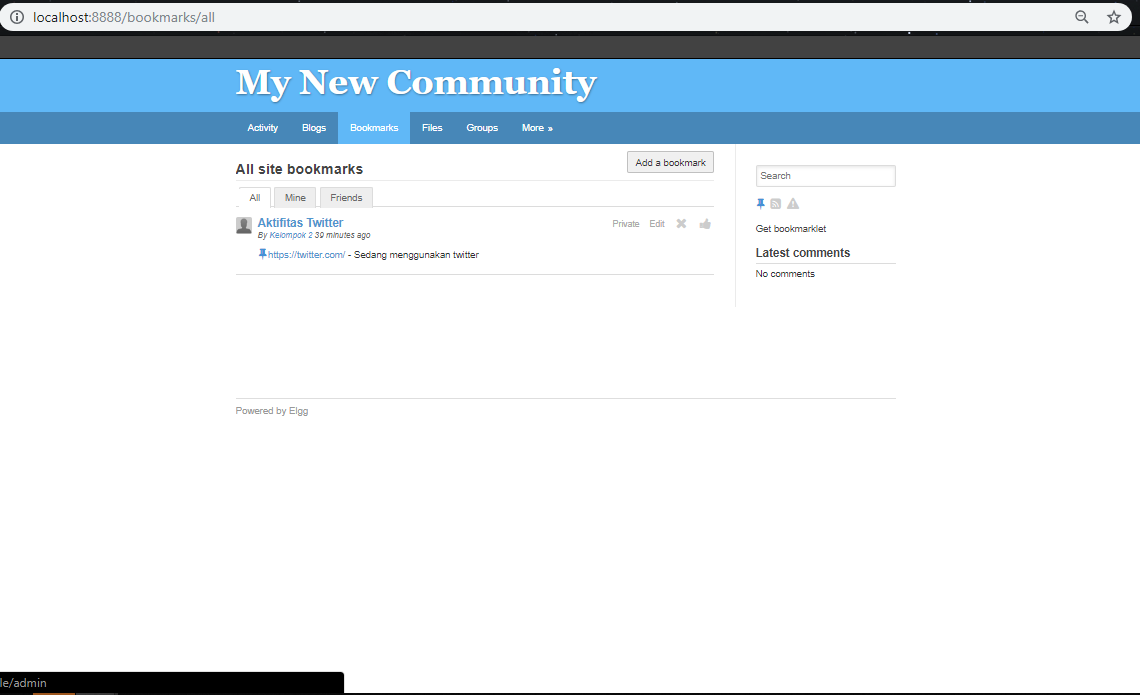 localhost:8888/bookmarks/all
My New Community
Activity Blogs Bookmarks Files Groups More »
All site bookmarks
Add a bookmark
All Mine Friends
Aktifitas Twitter
Private Edit
By Kelompok 2 39 minutes ago
https://twitter.com/ - Sedang menggunakan twitter
Search
Get bookmarklet
Latest comments
No comments
Powered by Elgg
le/admin